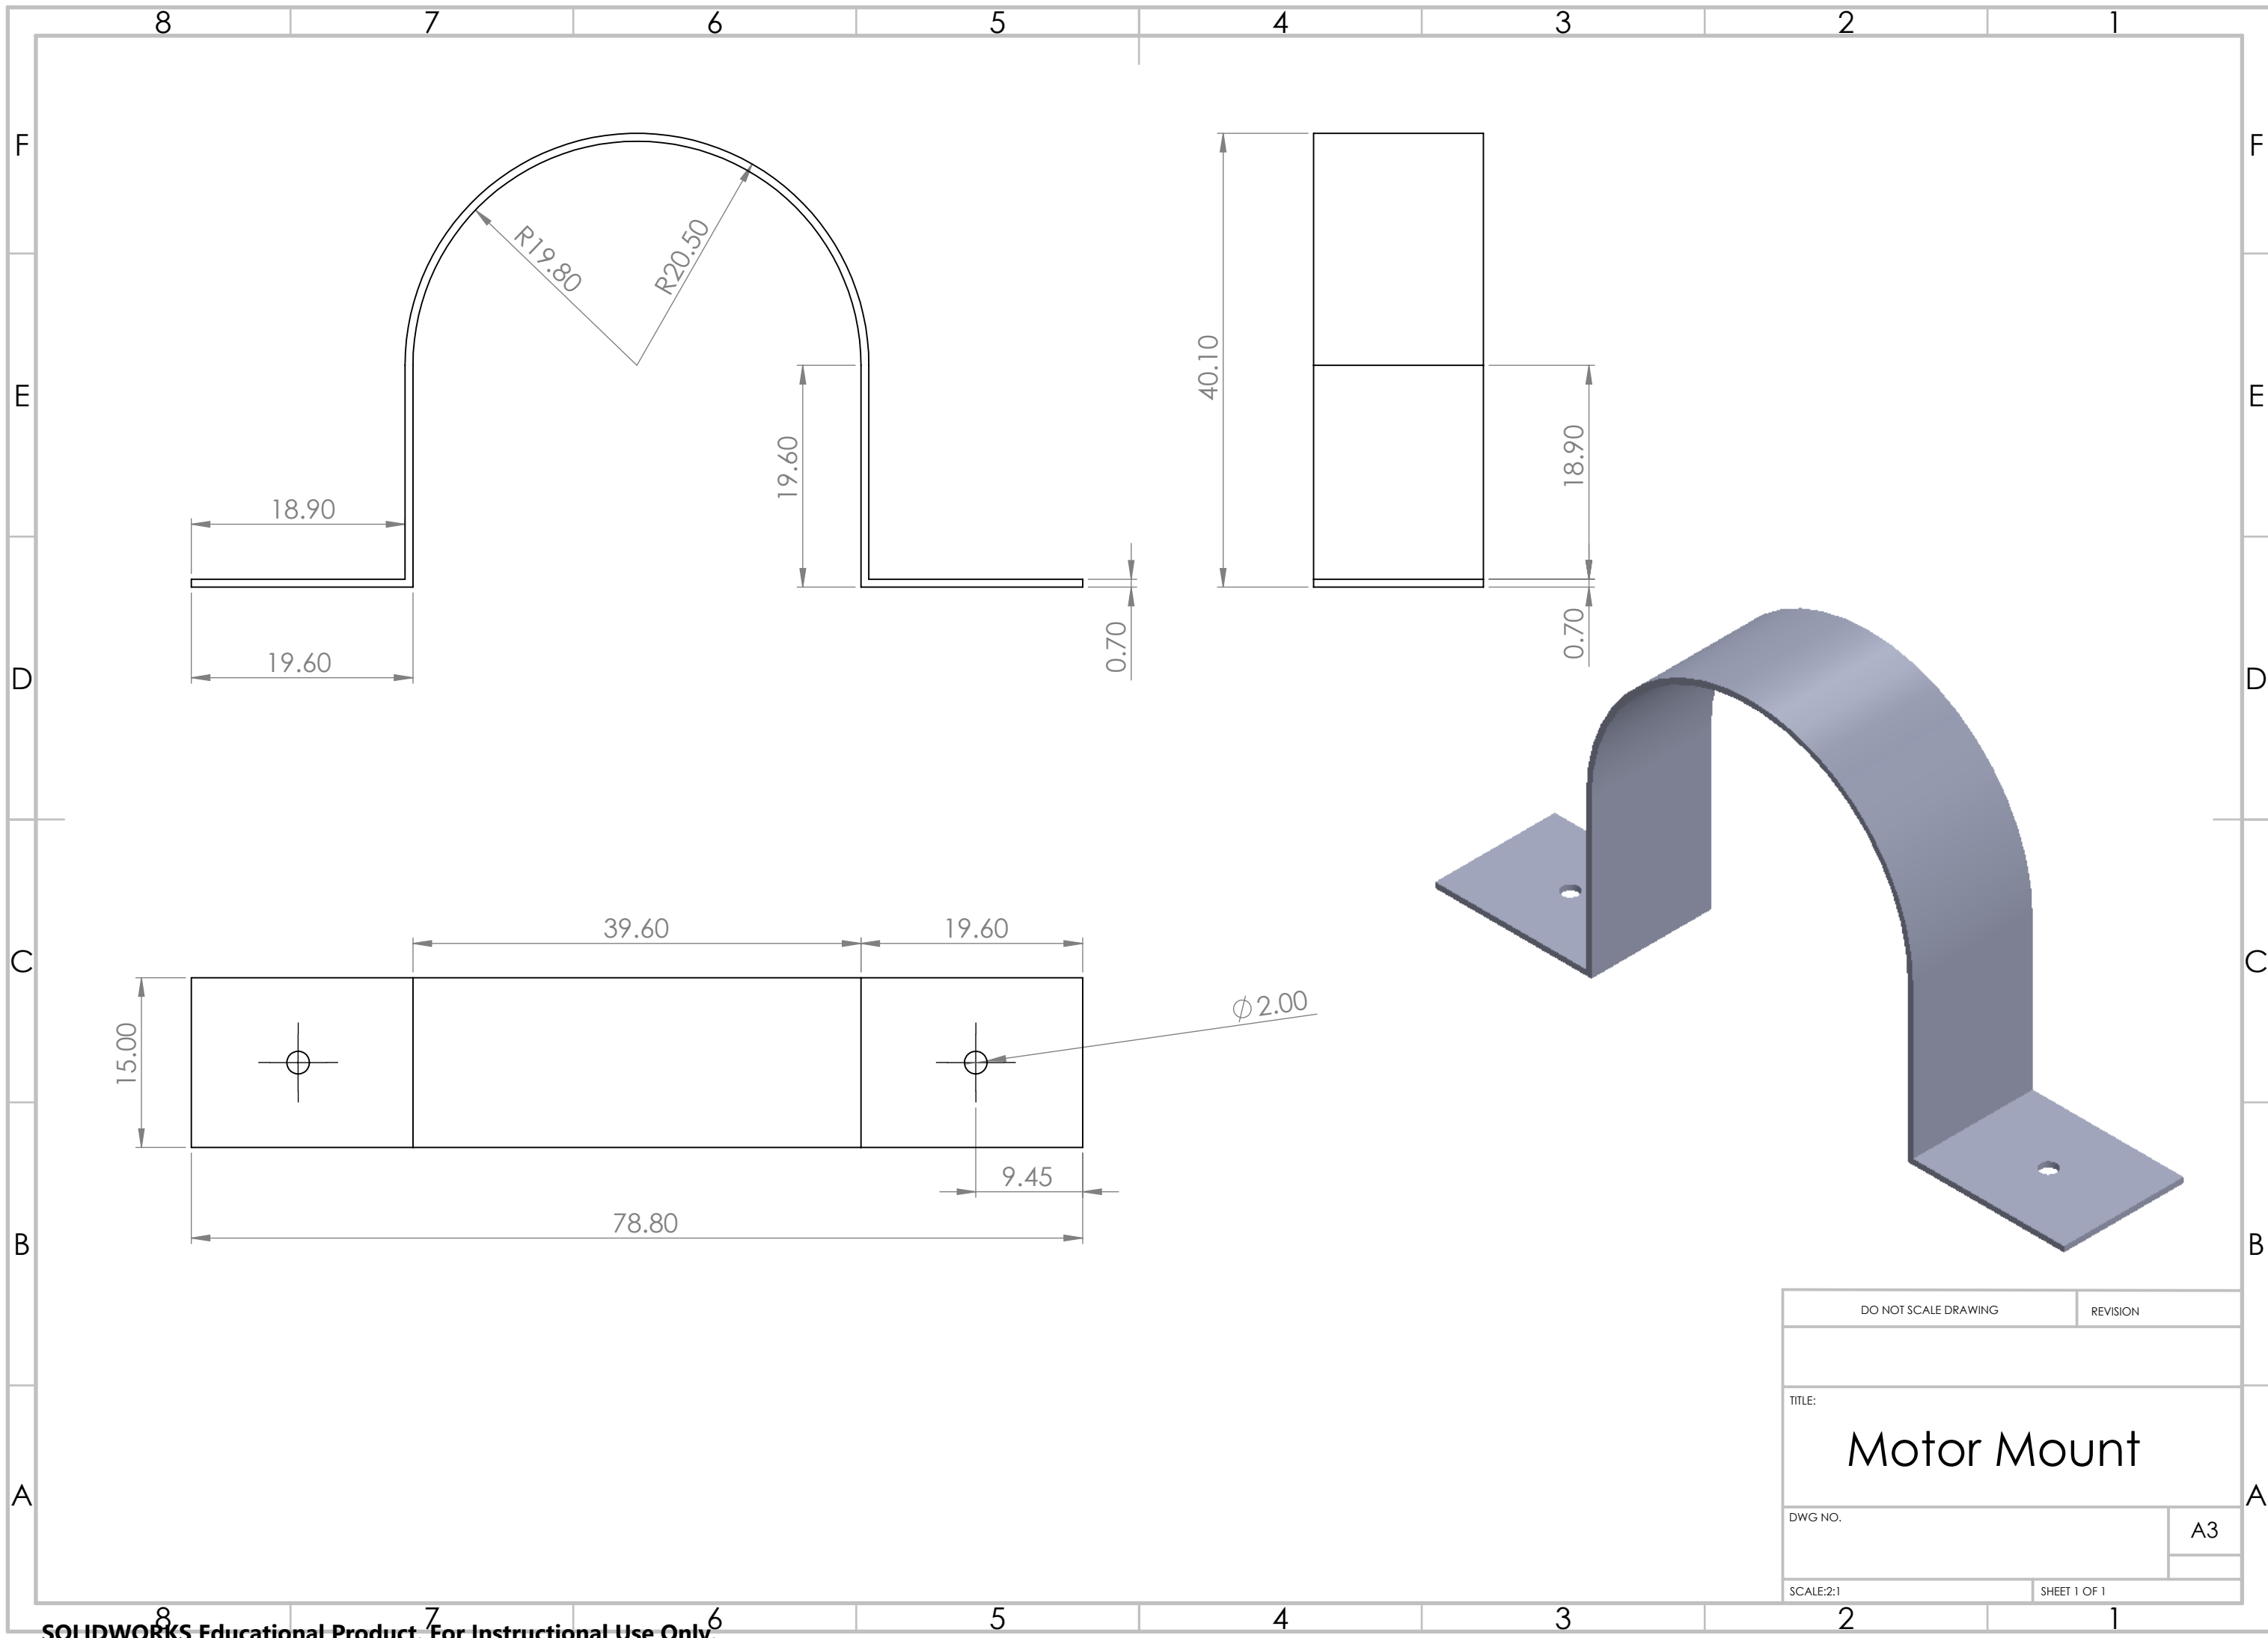 8 7 6 5 4 3 2 1
F F
R19.80
R20.50
40.10
E E
19.60
18.90
18.90
0.70
0.70
19.60
D D
39.60
19.60
C C
⌀2.00
15.00
9.45
78.80
B B
DO NOT SCALE DRAWING REVISION
TITLE:
Motor Mount
A A
DWG NO.
A3
SCALE:2:1 SHEET 1 OF 1
8 7 6 5 4 3 2 1
SOLIDWORKS Educational Product. For Instructional Use Only.